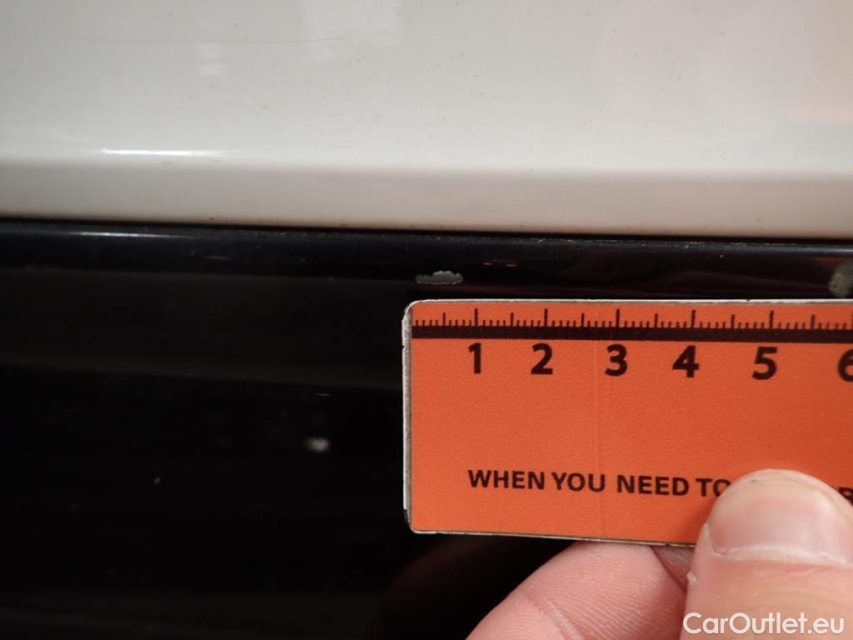 1 2 3 4 5 6
WHEN YOU NEED TO
CarOutlet.eu